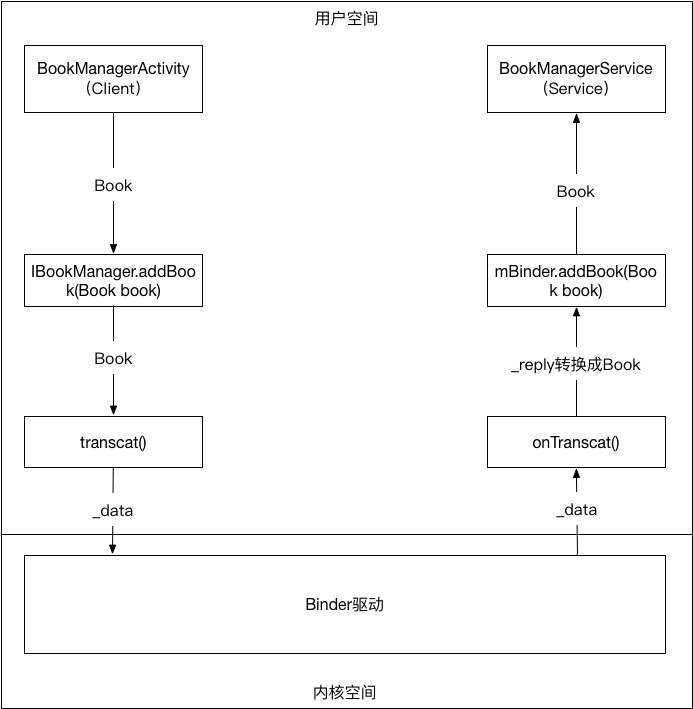 用户空间
BookManagerActivity
（Client）
Book
IBookManager.addBoo
k(Book book)
Book
transcat()
_data
BookManagerService
（Service）
Book
mBinder.addBook(Boo
k book)
_reply转换成Book
onTranscat()
_data
Binder驱动
内核空间